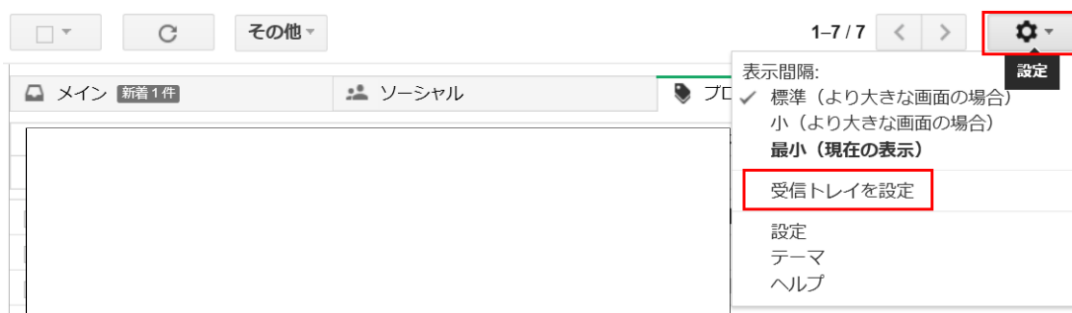 その他
1–7 / 7
設定
表示間隔:
メイン 新着1件
ソーシャル
プロ
標準（より大きな画面の場合）
小（より大きな画面の場合）
最小（現在の表示）
受信トレイを設定
設定
テーマ
ヘルプ